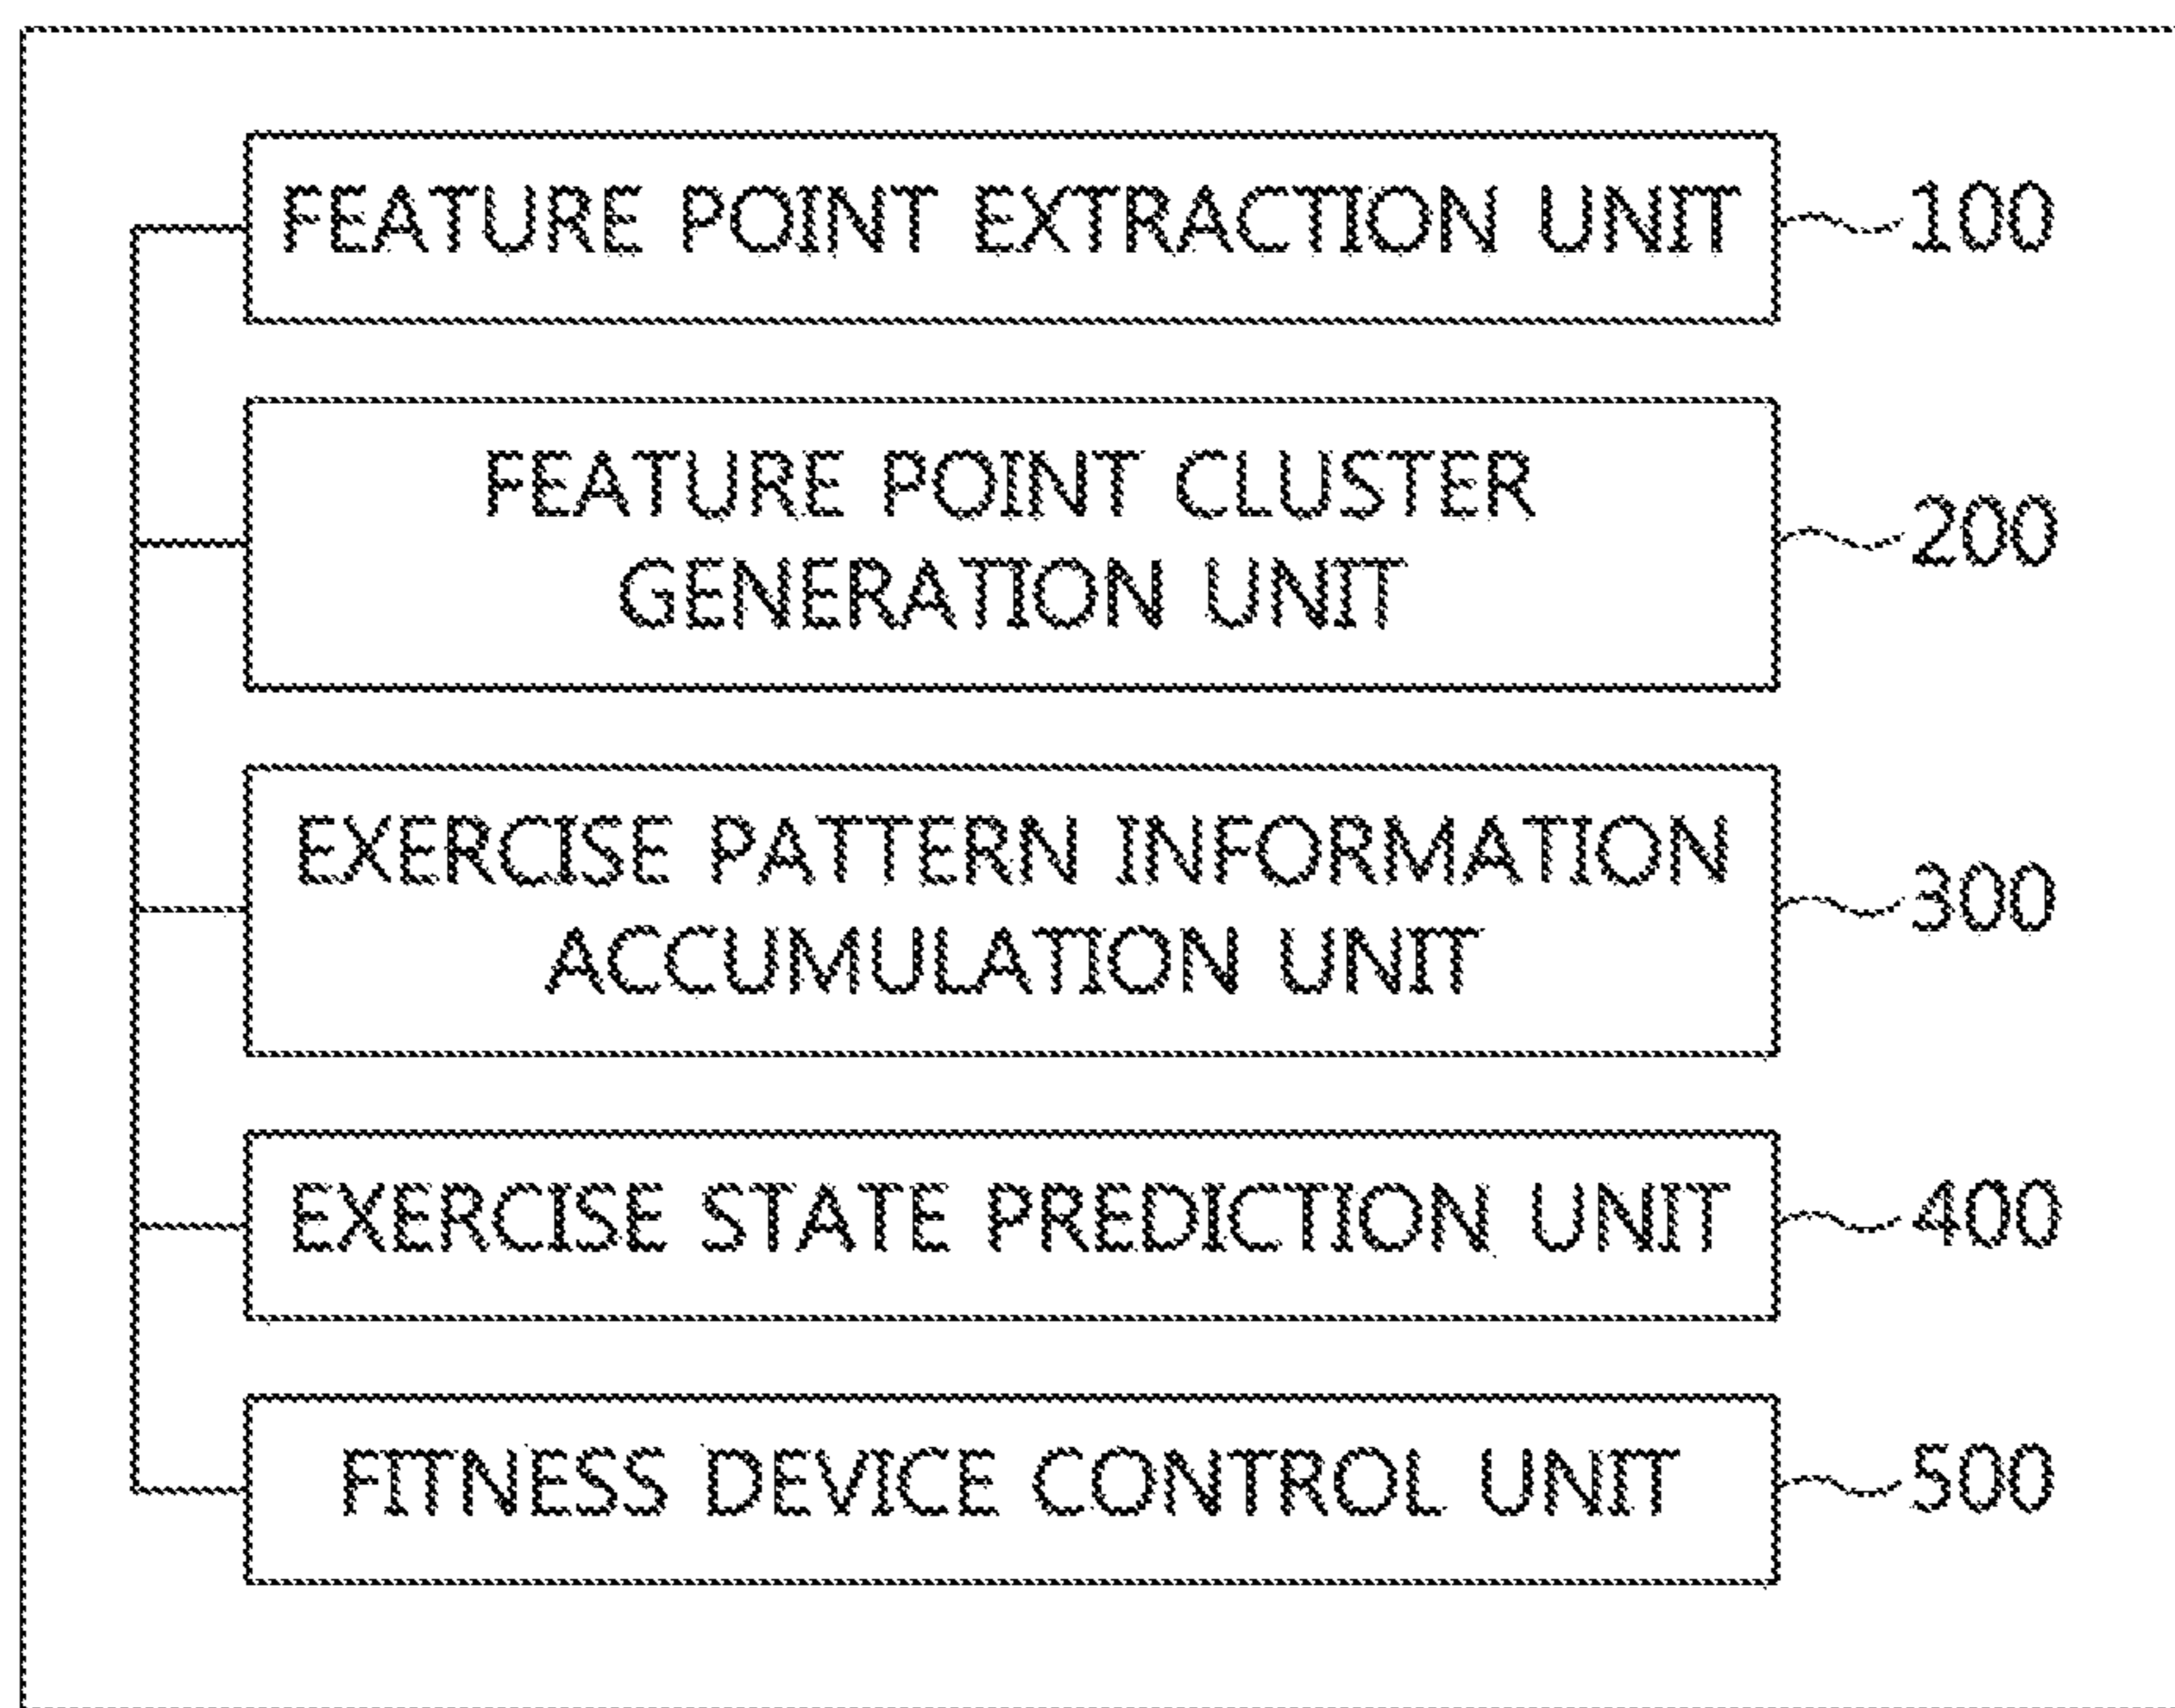 FEATURE POINT EXTRACTION UNIT 100
FEATURE POINT CLUSTER
GENERATION UNIT
200
EXERCISE PATTERN INFORMATION
ACCUMULATION UNIT
300
EXERCISE STATE PREDICTION UNIT 400
FITNESS DEVICE CONTROL UNIT 500